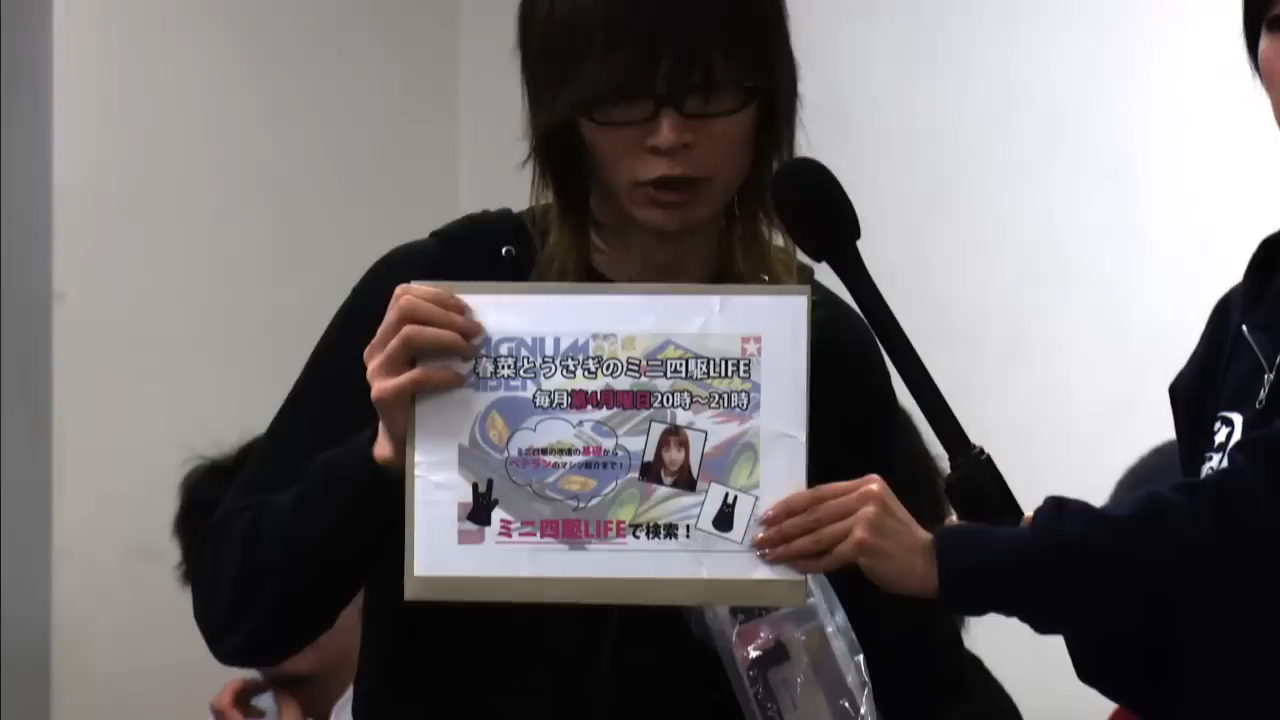 MAGNUM
春菜とうさぎのミニ四駆LIFE
毎月第4月曜日20時～21時
ミニ四駆の改造の基礎から
ベテランのマシン紹介まで！
ミニ四駆LIFEで検索！